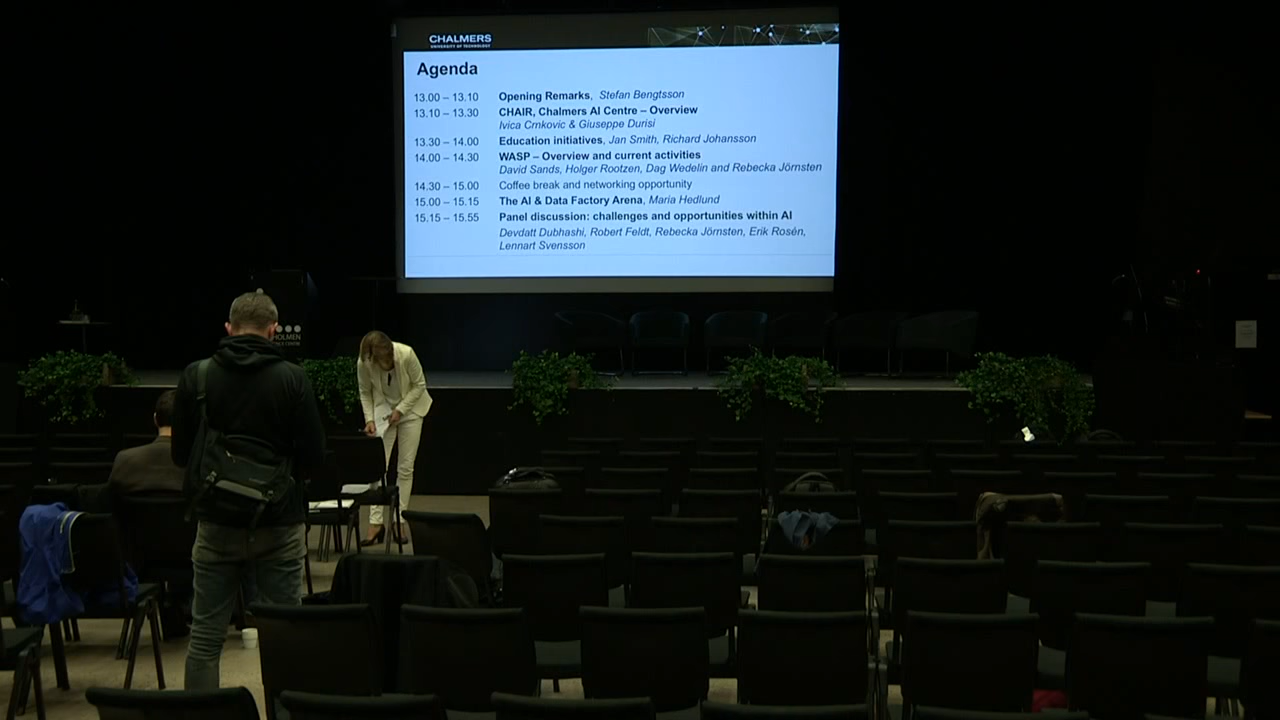 CHALMERS
UNIVERSITY OF TECHNOLOGY
Agenda
13.00 – 13.10 Opening Remarks, Stefan Bengtsson
13.10 – 13.30 CHAIR, Chalmers AI Centre – Overview
Ivica Crnkovic & Giuseppe Durisi
13.30 – 14.00 Education initiatives, Jan Smith, Richard Johansson
14.00 – 14.30 WASP – Overview and current activities
David Sands, Holger Rootzen, Dag Wedelin and Rebecka Jörnsten
14.30 – 15.00 Coffee break and networking opportunity
15.00 – 15.15 The AI & Data Factory Arena, Maria Hedlund
15.15 – 15.55 Panel discussion: challenges and opportunities within AI
Devdatt Dubhashi, Robert Feldt, Rebecka Jörnsten, Erik Rosén,
Lennart Svensson
HOLMEN